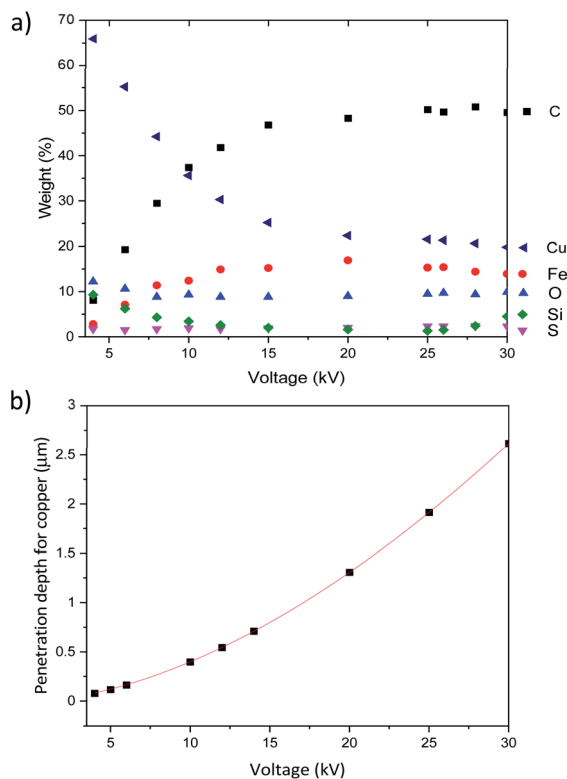 a)
70
60
50
40
30
20
10
0
Weight (%)
5
10
15
20
25
30
Voltage (kV)
C
Cu
Fe
O
Si
S
b)
3
2.5
2
1.5
1
0.5
0
Penetration depth for copper (μm)
5
10
15
20
25
30
Voltage (kV)